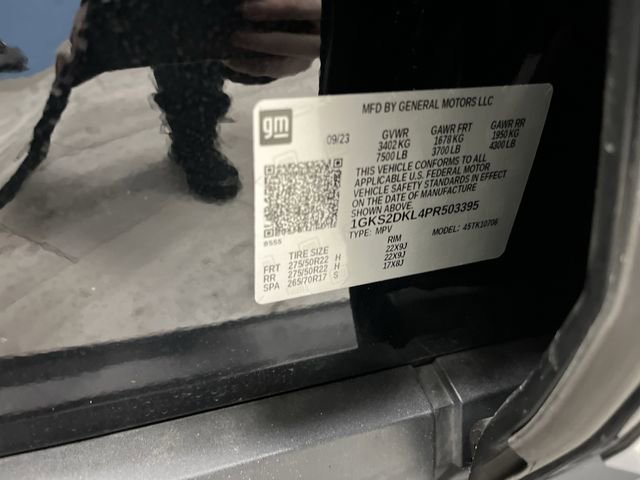 gm
MFD BY GENERAL MOTORS LLC
09/23
GVWR GAWR FRT GAWR RR
3402 KG 1678 KG 1950 KG
7500 LB 3700 LB 4300 LB
THIS VEHICLE CONFORMS TO ALL
APPLICABLE U.S. FEDERAL MOTOR
VEHICLE SAFETY STANDARDS IN EFFECT
ON THE DATE OF MANUFACTURE
SHOWN ABOVE.
1GKS2DKL4PR503395
TYPE: MPV MODEL: 45TK10706
8555
TIRE SIZE RIM
FRT 275/50R22 H 22X9J
RR 275/50R22 H 22X9J
SPA 265/70R17 S 17X8J